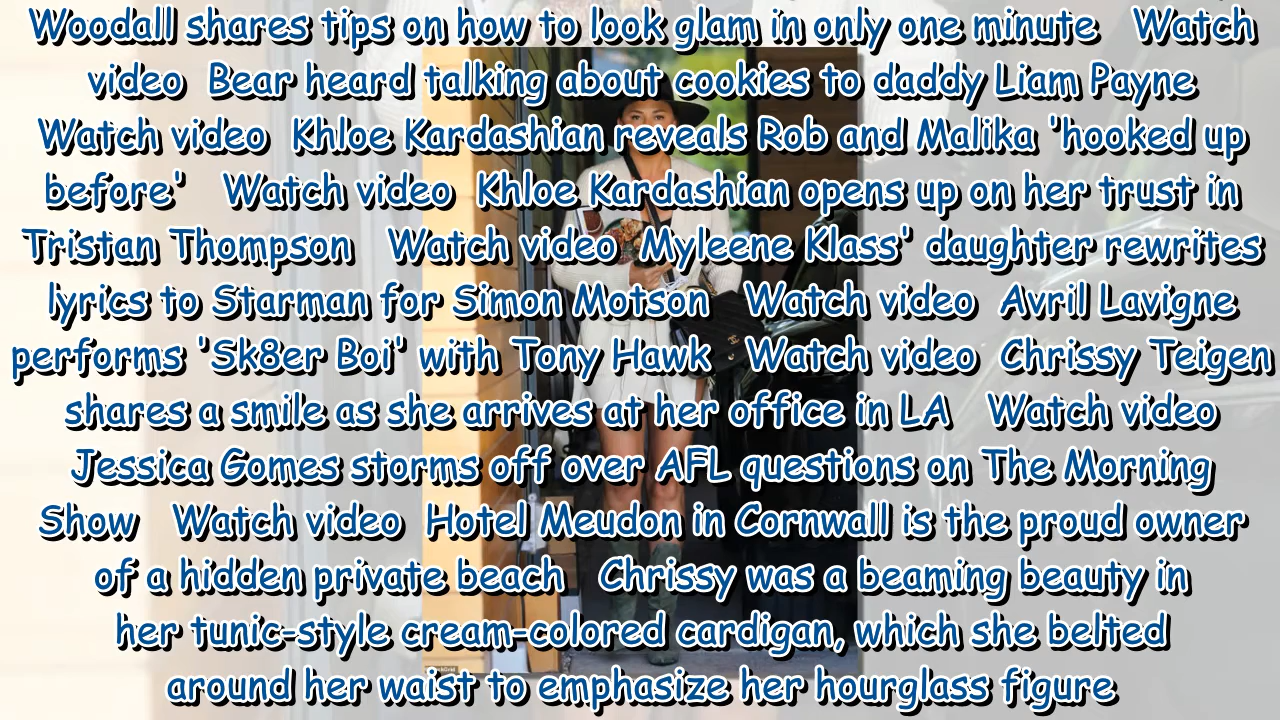 Woodall shares tips on how to look glam in only one minute   Watch
video  Bear heard talking about cookies to daddy Liam Payne
Watch video  Khloe Kardashian reveals Rob and Malika 'hooked up
before'   Watch video  Khloe Kardashian opens up on her trust in
Tristan Thompson   Watch video  Myleene Klass' daughter rewrites
lyrics to Starman for Simon Motson   Watch video  Avril Lavigne
performs 'Sk8er Boi' with Tony Hawk   Watch video  Chrissy Teigen
shares a smile as she arrives at her office in LA   Watch video
Jessica Gomes storms off over AFL questions on The Morning
Show   Watch video  Hotel Meudon in Cornwall is the proud owner
of a hidden private beach   Chrissy was a beaming beauty in
her tunic-style cream-colored cardigan, which she belted
around her waist to emphasize her hourglass figure